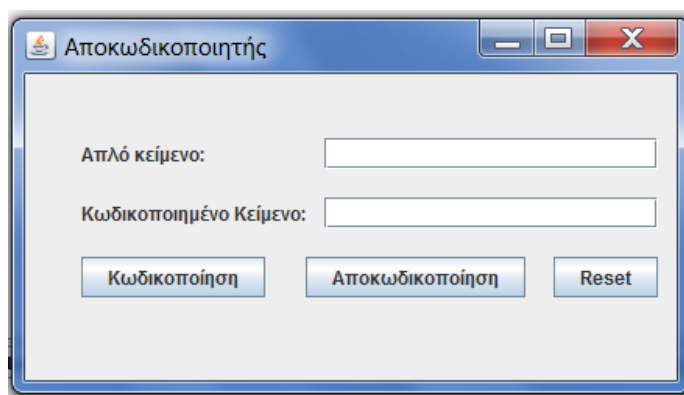 Αποκωδικοποιητής
Απλό κείμενο:
Κωδικοποιημένο Κείμενο:
Κωδικοποίηση Αποκωδικοποίηση Reset